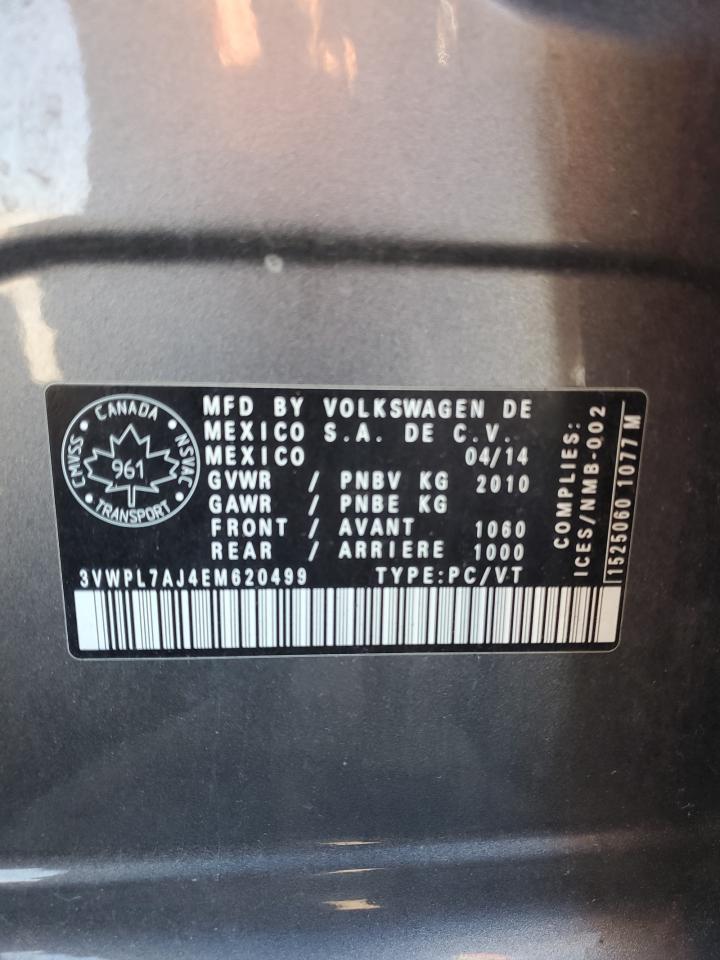 CANADA
CMVSS
NSVAC
961
TRANSPORT
MFD BY VOLKSWAGEN DE
MEXICO S.A. DE C.V.
MEXICO 04/14
GVWR / PNBV KG 2010
GAWR / PNBE KG
FRONT / AVANT 1060
REAR / ARRIERE 1000
3VWPL7AJ4EM620499 TYPE:PC/VT
COMPLIES:
ICES/NMB-002
1525060 1077 M